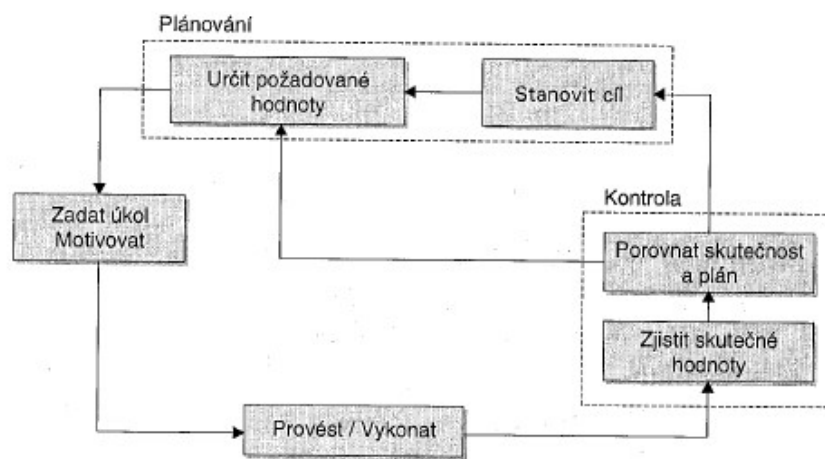 Plánování
Určit požadované
hodnoty
Stanovit cíl
Zadat úkol
Motivovat
Kontrola
Porovnat skutečnost
a plán
Zjistit skutečné
hodnoty
Provést / Vykonat